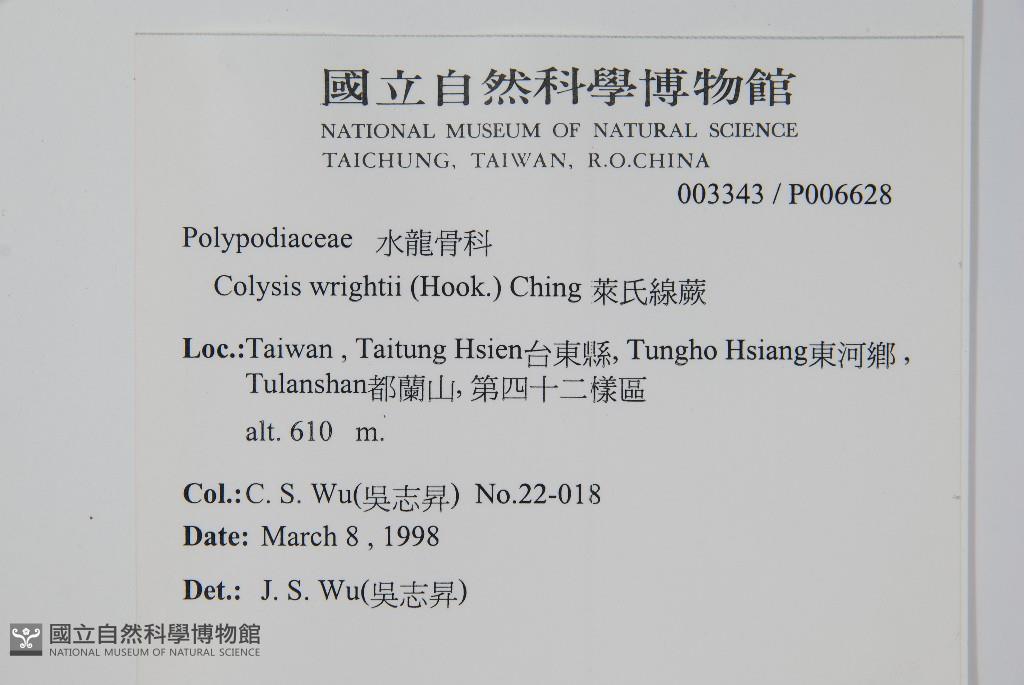 國立自然科學博物館
NATIONAL MUSEUM OF NATURAL SCIENCE
TAICHUNG, TAIWAN, R.O.CHINA
003343 / P006628
Polypodiaceae 水龍骨科
Colysis wrightii (Hook.) Ching 萊氏線蕨
Loc.:Taiwan , Taitung Hsien台東縣, Tungho Hsiang東河鄉 ,
Tulanshan都蘭山, 第四十二樣區
alt. 610 m.
Col.:C. S. Wu(吳志昇) No.22-018
Date: March 8 , 1998
Det.: J. S. Wu(吳志昇)
國立自然科學博物館
NATIONAL MUSEUM OF NATURAL SCIENCE